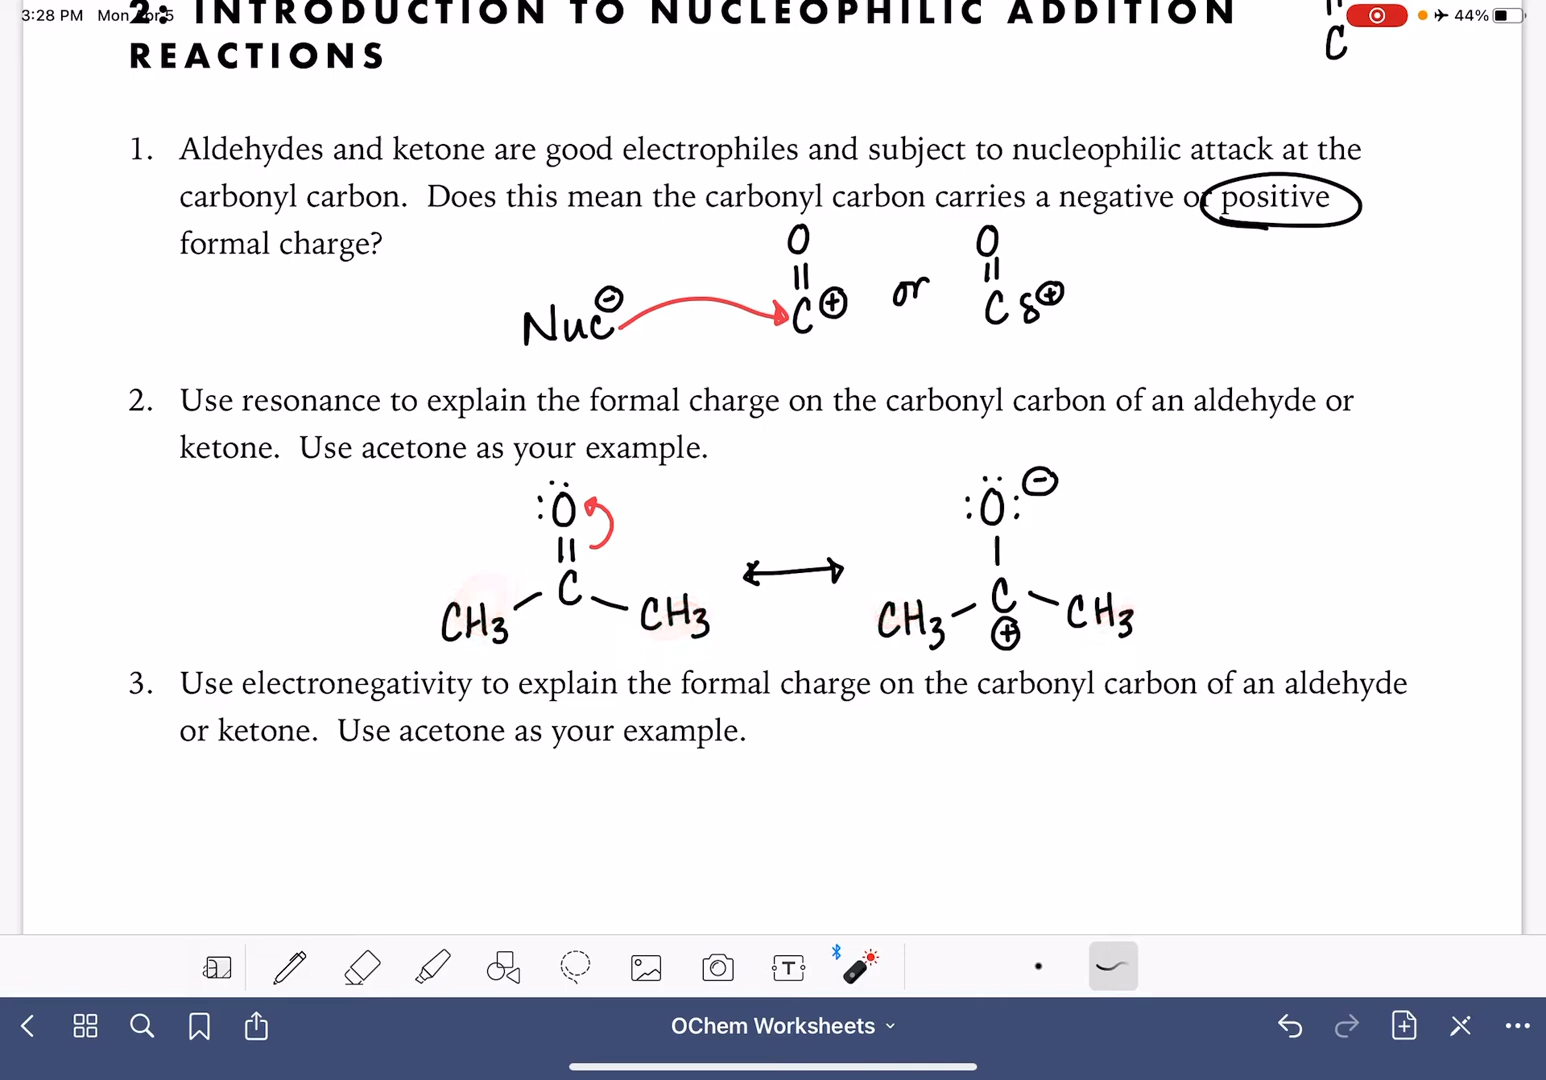 3:28 PM Mon Apr 5
44%
2: INTRODUCTION TO NUCLEOPHILIC ADDITION
REACTIONS
C
1. Aldehydes and ketone are good electrophiles and subject to nucleophilic attack at the
carbonyl carbon. Does this mean the carbonyl carbon carries a negative or positive
formal charge?
O O
|| ||
Nuc⊖ C⊕ or C δ⊕
2. Use resonance to explain the formal charge on the carbonyl carbon of an aldehyde or
ketone. Use acetone as your example.
:Ö :Ö:⊖
|| |
C ↔ C
CH3 CH3 CH3 ⊕ CH3
3. Use electronegativity to explain the formal charge on the carbonyl carbon of an aldehyde
or ketone. Use acetone as your example.
a
T
OChem Worksheets